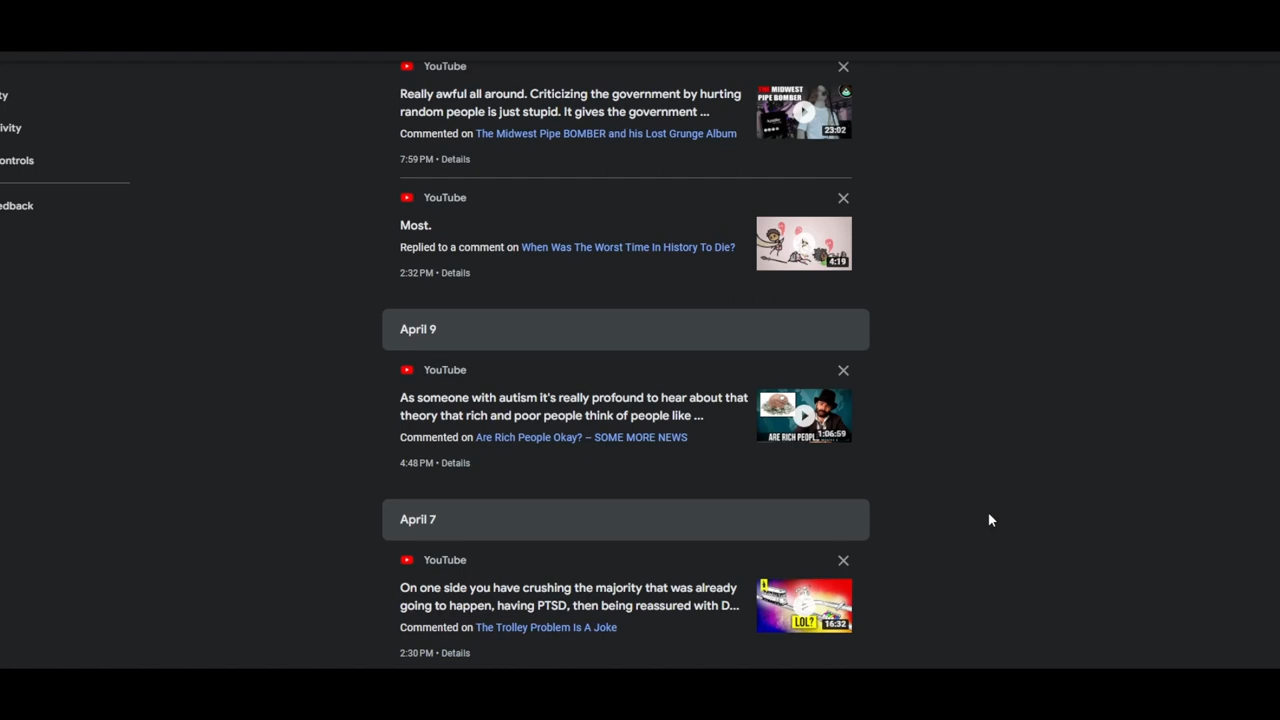 YouTube
Really awful all around. Criticizing the government by hurting
random people is just stupid. It gives the government ...
Commented on The Midwest Pipe BOMBER and his Lost Grunge Album
7:59 PM • Details
MIDWEST
PIPE BOMBER
23:02
ty
ivity
ontrols
edback
YouTube
Most.
Replied to a comment on When Was The Worst Time In History To Die?
2:32 PM • Details
4:19
April 9
YouTube
As someone with autism it's really profound to hear about that
theory that rich and poor people think of people like ...
Commented on Are Rich People Okay? – SOME MORE NEWS
4:48 PM • Details
ARE RICH
1:06:59
April 7
YouTube
On one side you have crushing the majority that was already
going to happen, having PTSD, then being reassured with D...
Commented on The Trolley Problem Is A Joke
2:30 PM • Details
LOL?
16:32